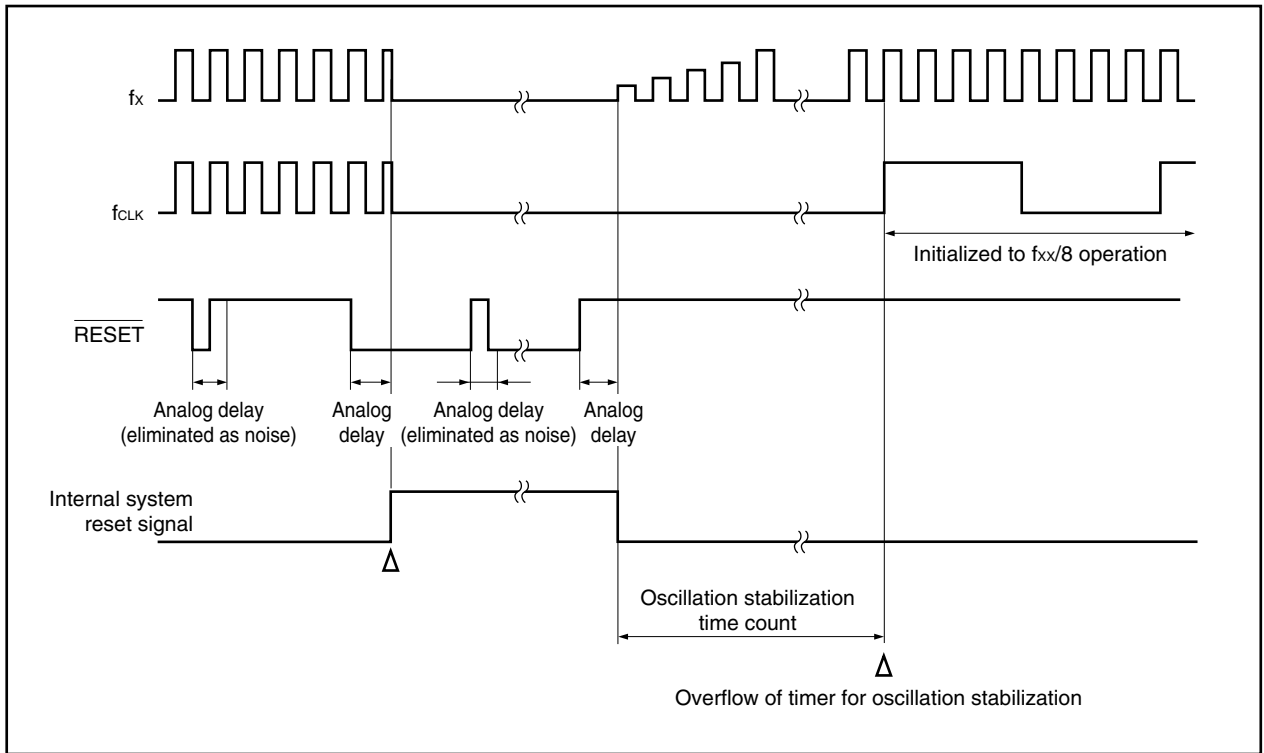 fX
fCLK
Initialized to fXX/8 operation
RESET
Analog delay
(eliminated as noise)
Analog
delay
Analog delay
(eliminated as noise)
Analog
delay
Internal system
reset signal
Oscillation stabilization
time count
Overflow of timer for oscillation stabilization